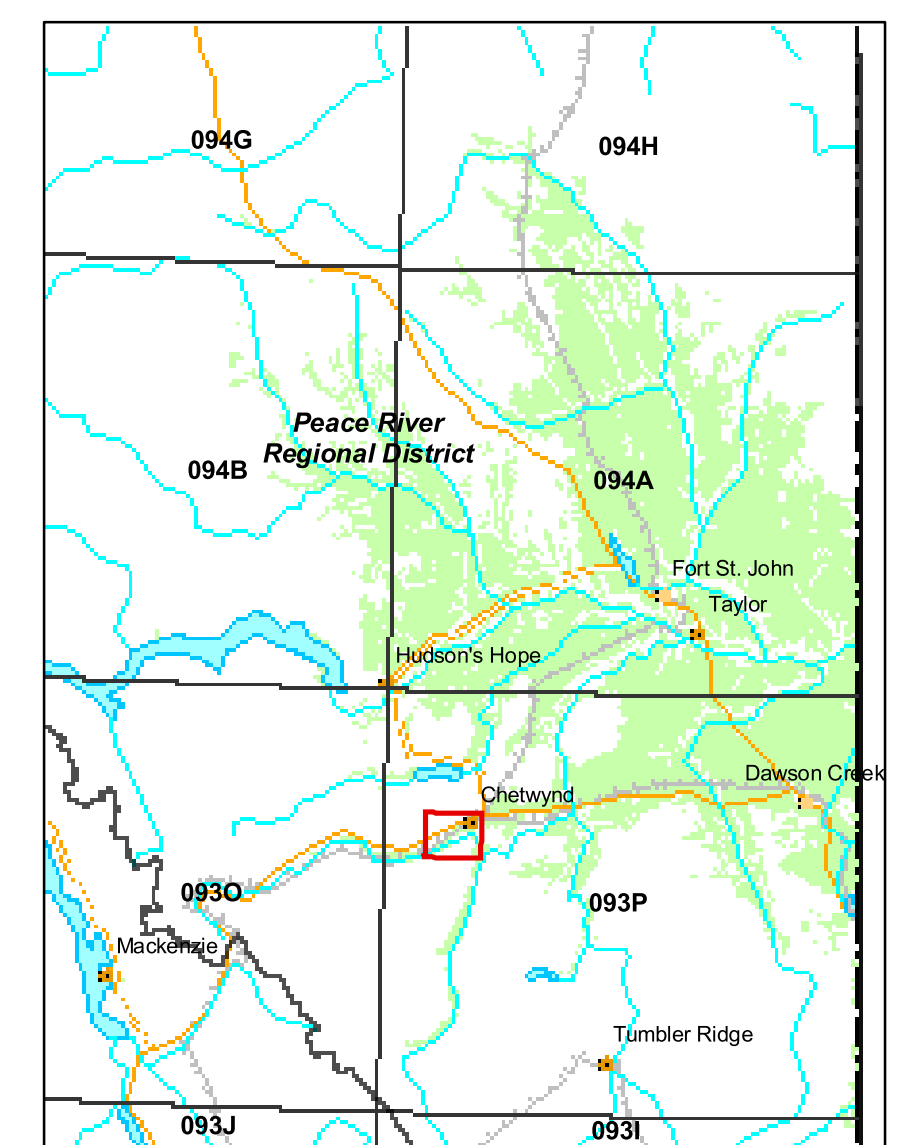 094G
094H
Peace River
Regional District
094B
094A
Fort St. John
Taylor
Hudson's Hope
Dawson Creek
Chetwynd
093O
093P
Mackenzie
Tumbler Ridge
093J
093I